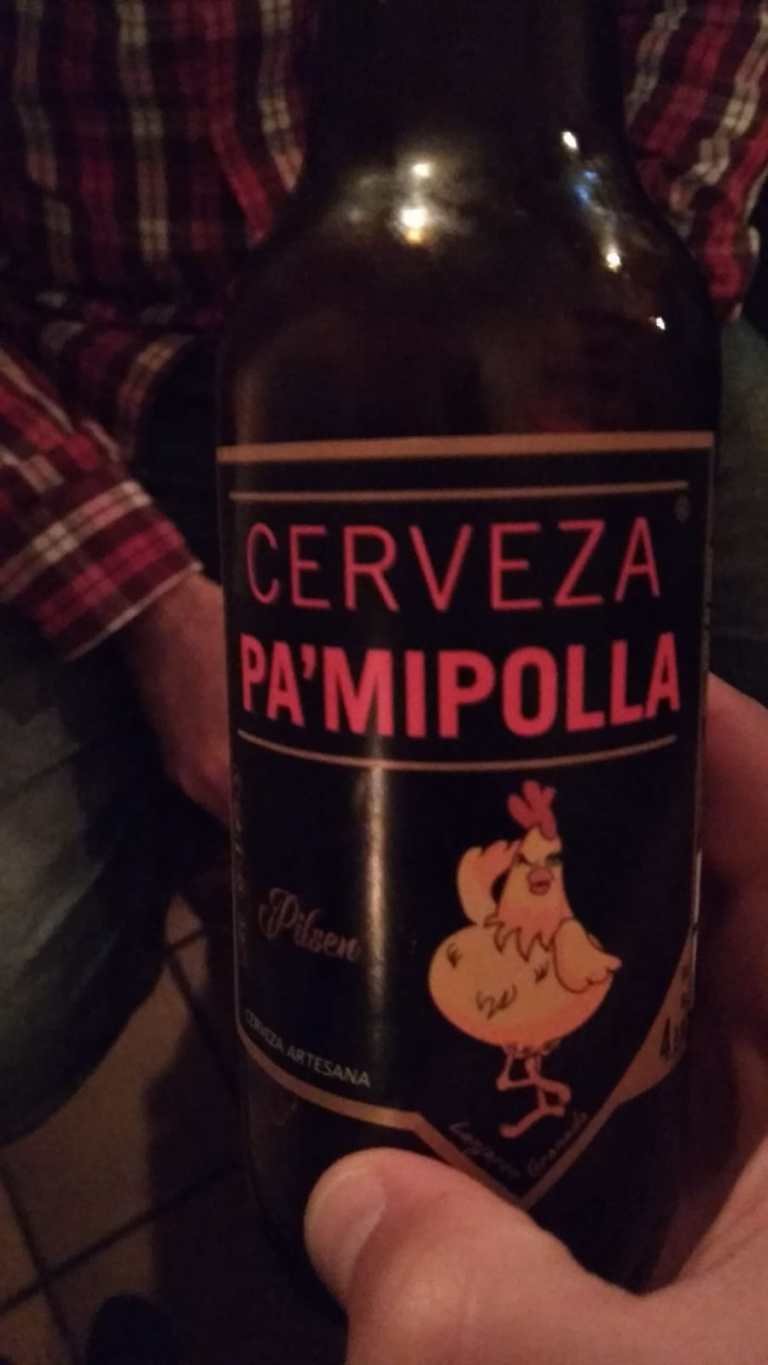 CERVEZA
PA'MIPOLLA
Pilsen
CERVEZA ARTESANA